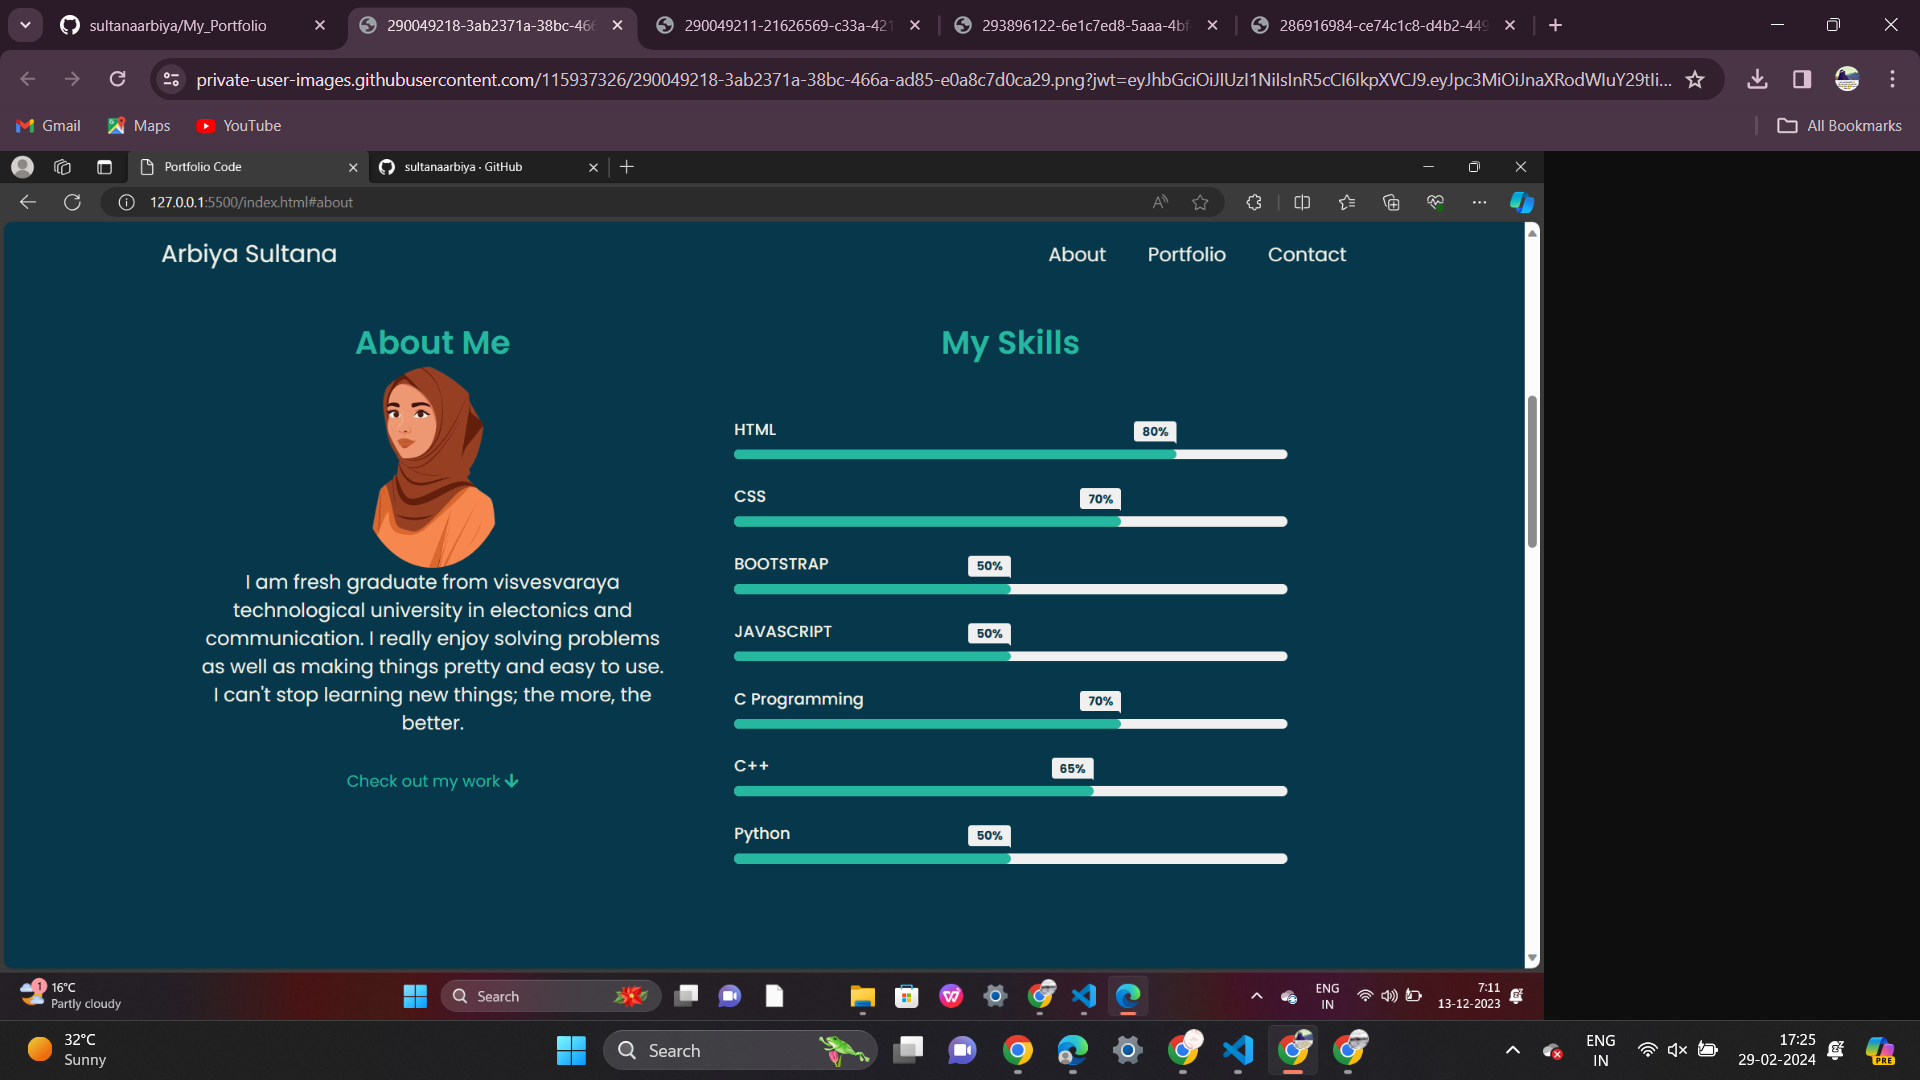 sultanaarbiya/My_Portfolio
290049218-3ab2371a-38bc-466
290049211-21626569-c33a-421
293896122-6e1c7ed8-5aaa-4bf
286916984-ce74c1c8-d4b2-449
private-user-images.githubusercontent.com/115937326/290049218-3ab2371a-38bc-466a-ad85-e0a8c7d0ca29.png?jwt=eyJhbGciOiJIUzI1NiIsInR5cCI6IkpXVCJ9.eyJpc3MiOiJnaXRodWIuY29tIi...
Gmail
Maps
YouTube
All Bookmarks
Portfolio Code
sultanaarbiya · GitHub
127.0.0.1:5500/index.html#about
Arbiya Sultana
About
Portfolio
Contact
About Me
I am fresh graduate from visvesvaraya
technological university in electonics and
communication. I really enjoy solving problems
as well as making things pretty and easy to use.
I can't stop learning new things; the more, the
better.
Check out my work
My Skills
HTML
80%
CSS
70%
BOOTSTRAP
50%
JAVASCRIPT
50%
C Programming
70%
C++
65%
Python
50%
1
16°C
Partly cloudy
Search
ENG
IN
7:11
13-12-2023
32°C
Sunny
Search
ENG
IN
17:25
29-02-2024
PRE